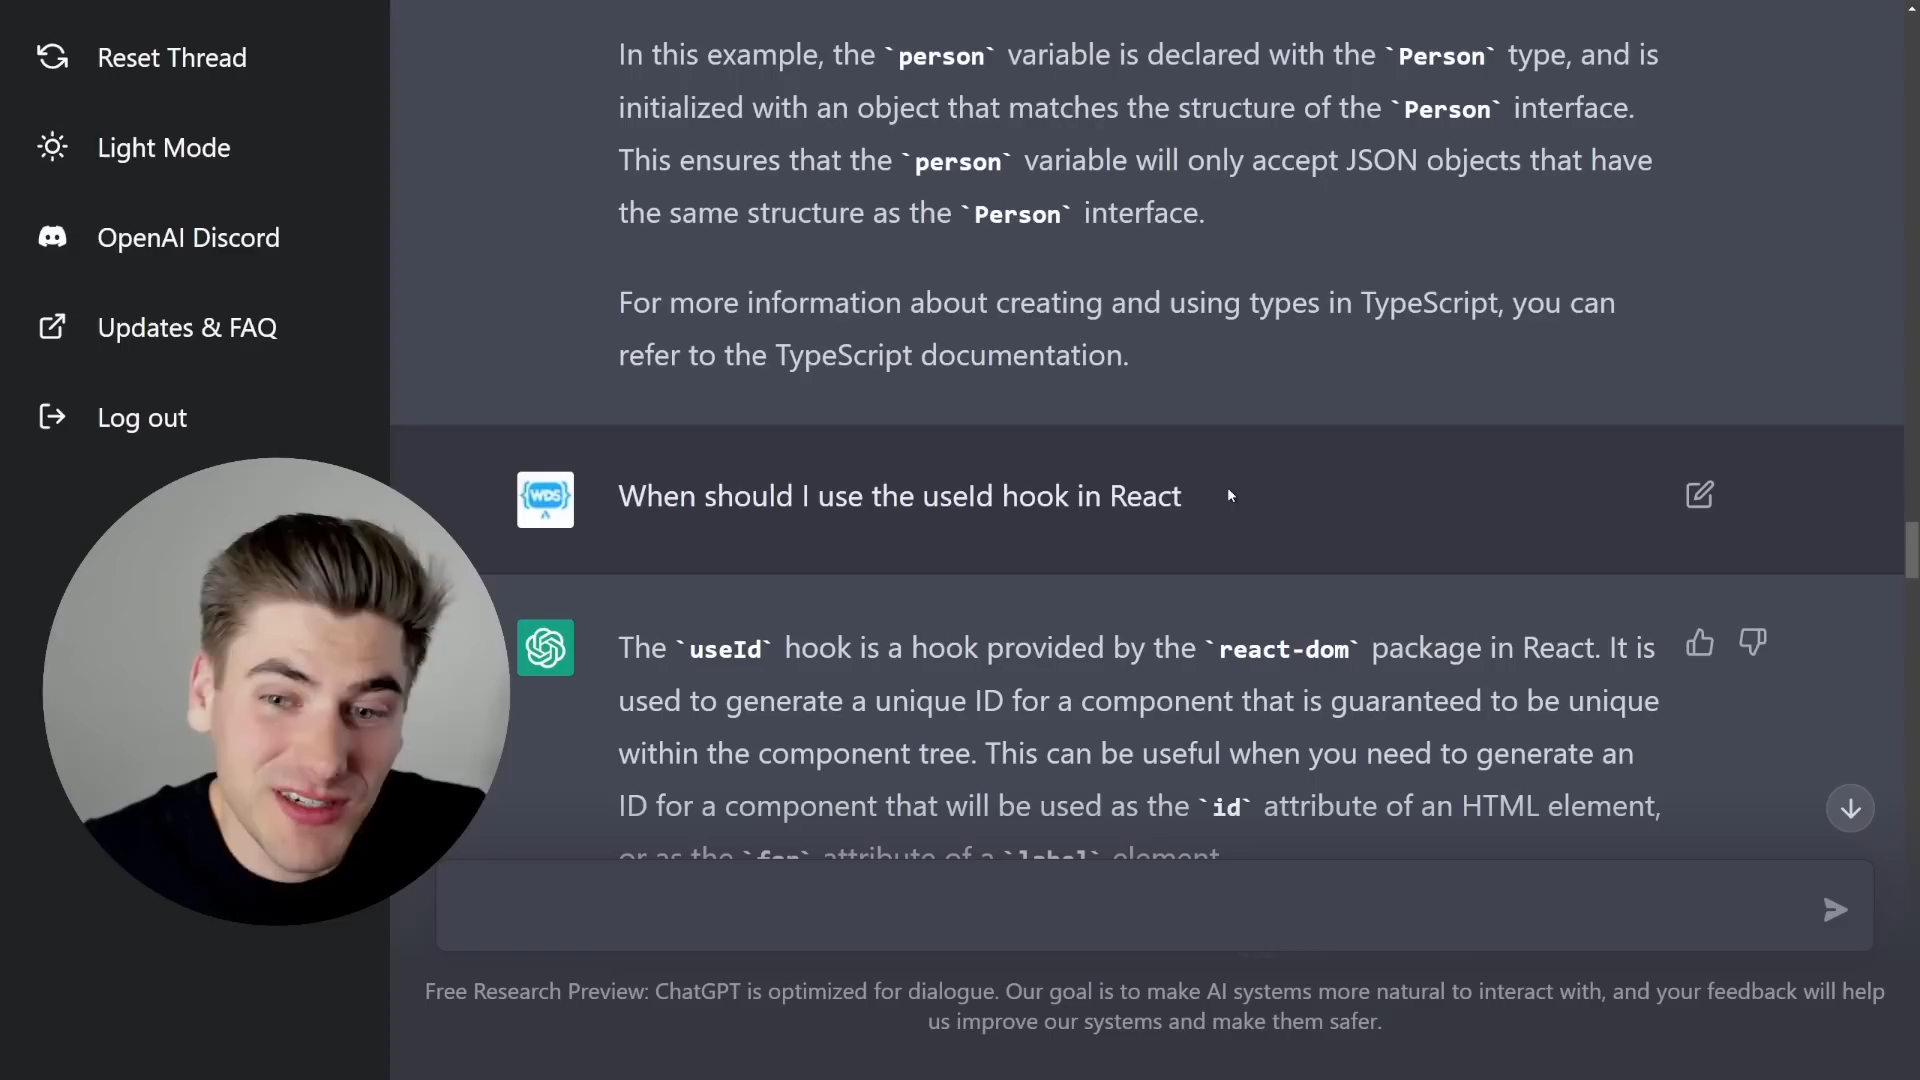 Reset Thread
Light Mode
OpenAI Discord
Updates & FAQ
Log out
In this example, the `person` variable is declared with the `Person` type, and is
initialized with an object that matches the structure of the `Person` interface.
This ensures that the `person` variable will only accept JSON objects that have
the same structure as the `Person` interface.
For more information about creating and using types in TypeScript, you can
refer to the TypeScript documentation.
{WDS}
When should I use the useId hook in React
The `useId` hook is a hook provided by the `react-dom` package in React. It is
used to generate a unique ID for a component that is guaranteed to be unique
within the component tree. This can be useful when you need to generate an
ID for a component that will be used as the `id` attribute of an HTML element,
or as the `for` attribute of a `label` element
Free Research Preview: ChatGPT is optimized for dialogue. Our goal is to make AI systems more natural to interact with, and your feedback will help
us improve our systems and make them safer.